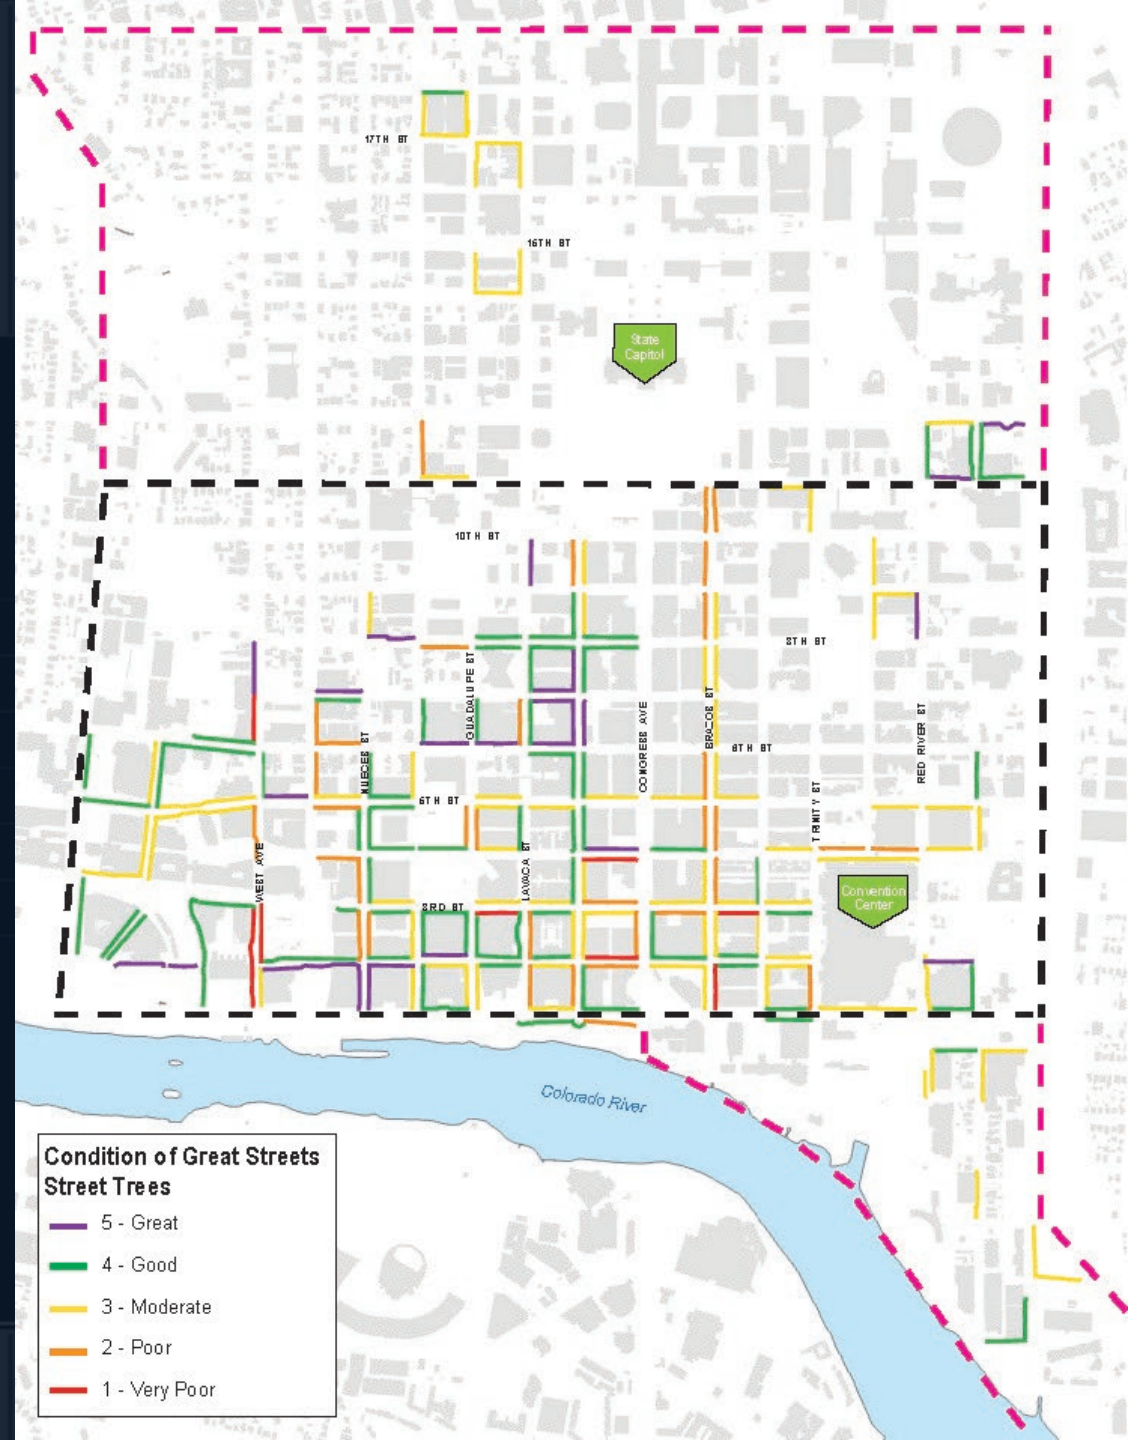 17TH ST
16TH ST
State
Capitol
10TH ST
8TH ST
GUADALUPE ST
BRAZOS ST
CONGRESS AVE
RED RIVER ST
NUECES ST
6TH ST
6TH ST
TRINITY ST
WEST AVE
LAVACA ST
Convention
Center
3RD ST
Colorado River
Condition of Great Streets
Street Trees
5 - Great
4 - Good
3 - Moderate
2 - Poor
1 - Very Poor